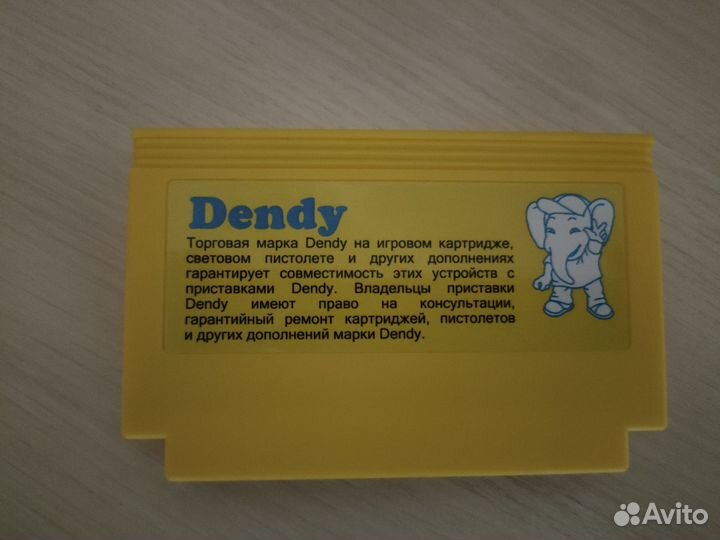 Dendy
Торговая марка Dendy на игровом картридже,
световом пистолете и других дополнениях
гарантирует совместимость этих устройств с
приставками Dendy. Владельцы приставки
Dendy имеют право на консультации,
гарантийный ремонт картриджей, пистолетов
и других дополнений марки Dendy.
Avito